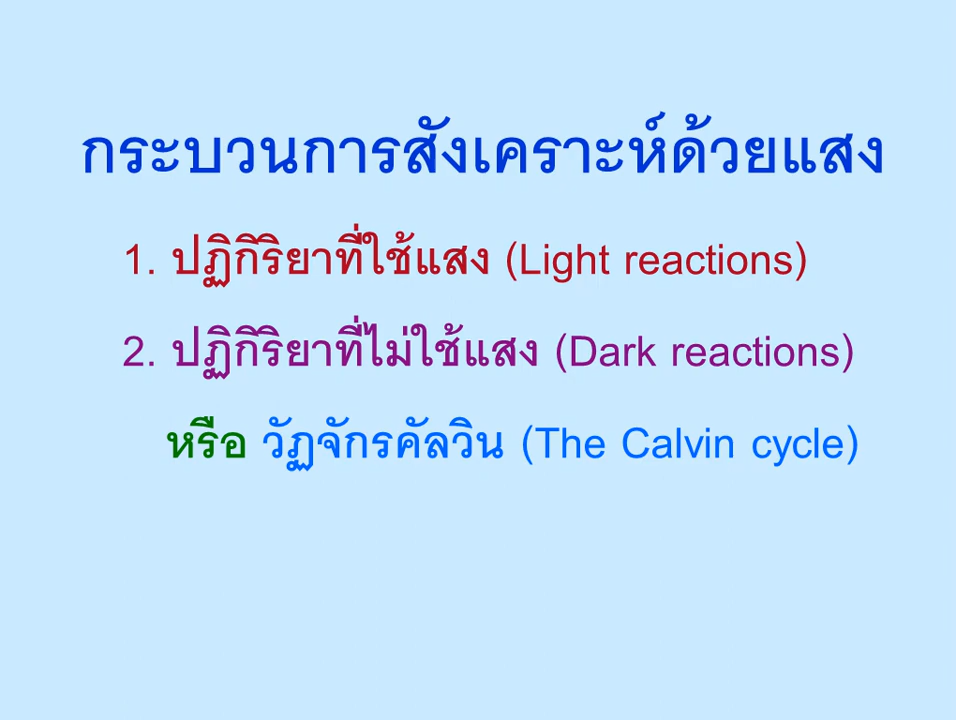 กระบวนการสังเคราะห์ด้วยแสง
1. ปฏิกิริยาที่ใช้แสง (Light reactions)
2. ปฏิกิริยาที่ไม่ใช้แสง (Dark reactions)
หรือ วัฏจักรคัลวิน (The Calvin cycle)